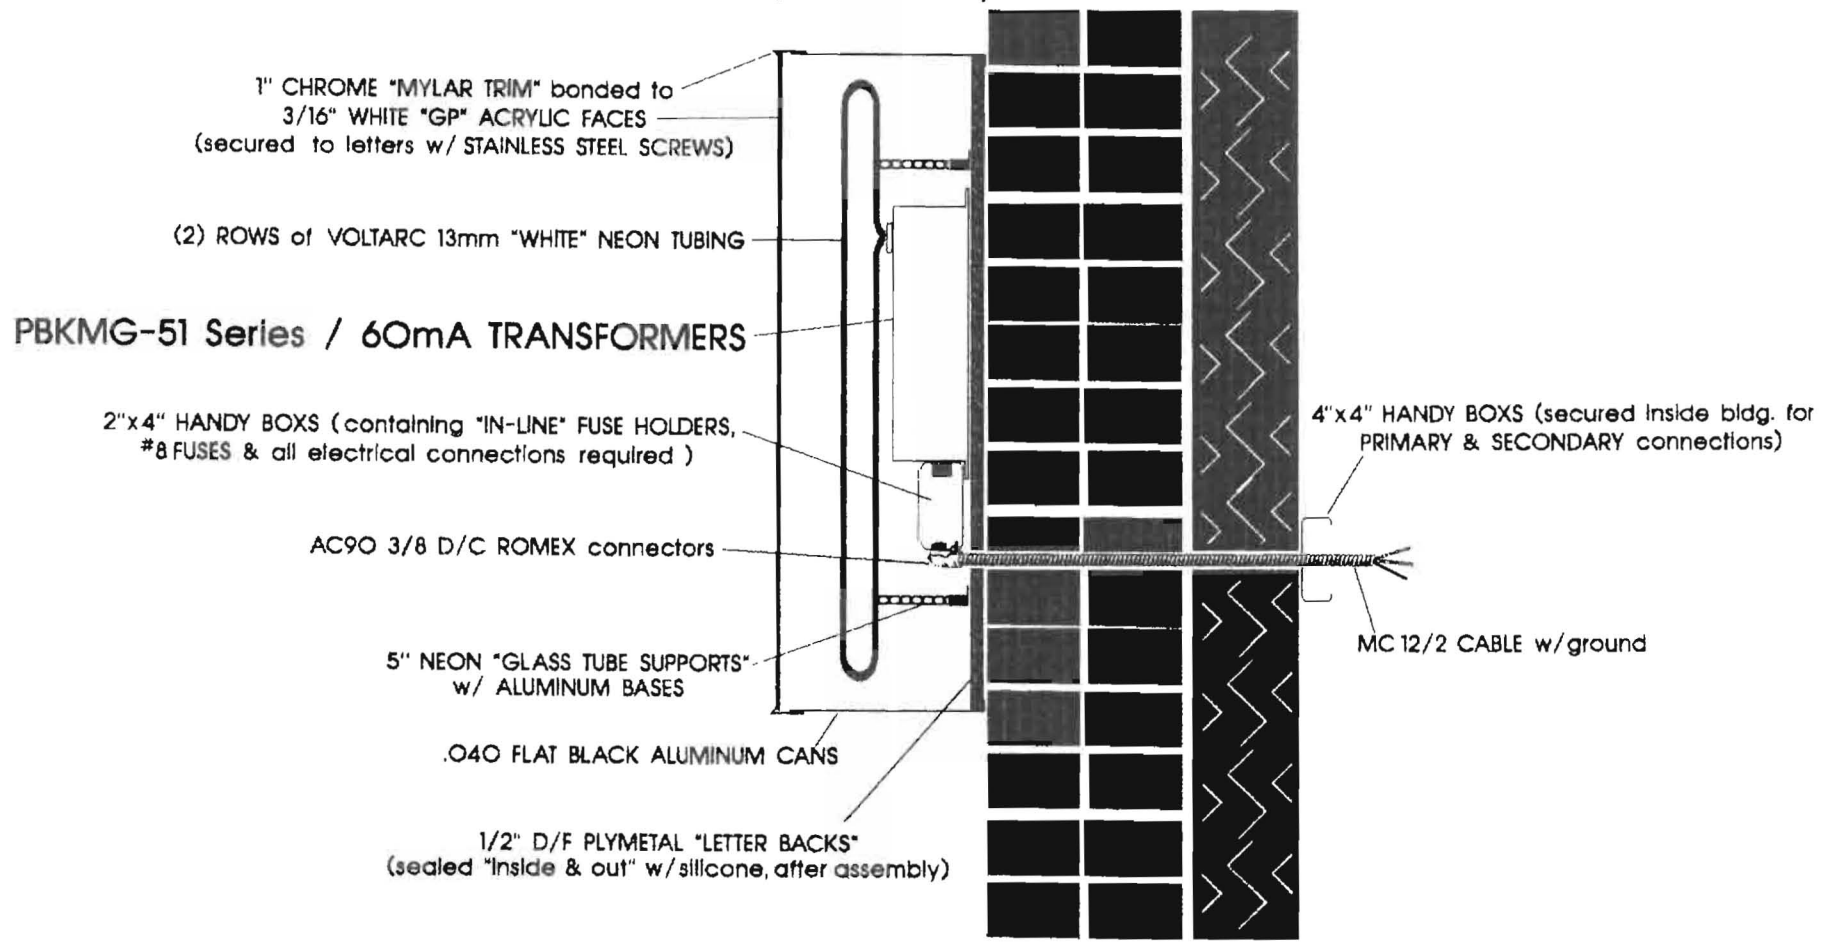 1" CHROME "MYLAR TRIM" bonded to
3/16" WHITE "GP" ACRYLIC FACES
(secured to letters w/ STAINLESS STEEL SCREWS)
(2) ROWS of VOLTARC 13mm "WHITE" NEON TUBING
PBKMG-51 Series / 60mA TRANSFORMERS
2"x4" HANDY BOXS (containing "IN-LINE" FUSE HOLDERS,
#8 FUSES & all electrical connections required )
4"x4" HANDY BOXS (secured inside bldg. for
PRIMARY & SECONDARY connections)
AC90 3/8 D/C ROMEX connectors
MC 12/2 CABLE w/ground
5" NEON "GLASS TUBE SUPPORTS"
w/ ALUMINUM BASES
.040 FLAT BLACK ALUMINUM CANS
1/2" D/F PLYMETAL "LETTER BACKS"
(sealed "inside & out" w/silicone, after assembly)